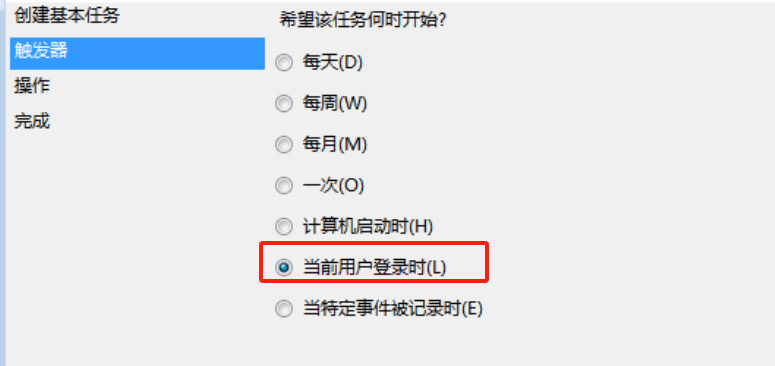 创建基本任务
触发器
操作
完成
希望该任务何时开始?
每天(D)
每周(W)
每月(M)
一次(O)
计算机启动时(H)
当前用户登录时(L)
当特定事件被记录时(E)